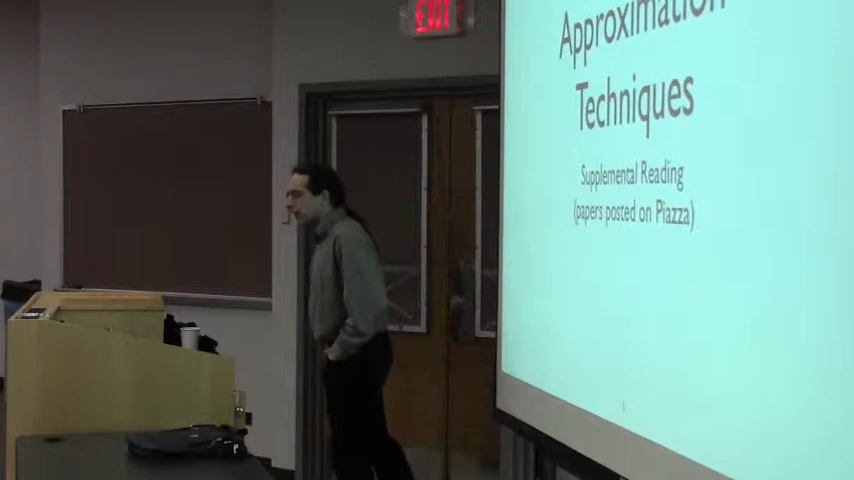 EXIT
Approximation
Techniques
Supplemental Reading
(papers posted on Piazza)